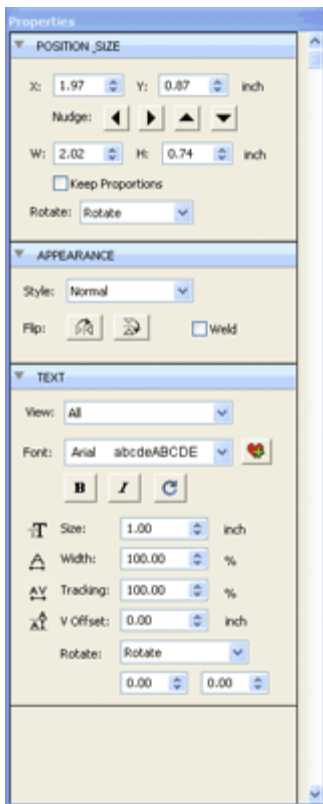 Properties
POSITION_SIZE
X: 1.97 Y: 0.87 inch
Nudge:
W: 2.02 H: 0.74 inch
Keep Proportions
Rotate: Rotate
APPEARANCE
Style: Normal
Flip: Weld
TEXT
View: All
Font: Arial abcdeABCDE
B I C
T Size: 1.00 inch
A Width: 100.00 %
AV Tracking: 100.00 %
V Offset: 0.00 inch
Rotate: Rotate
0.00 0.00